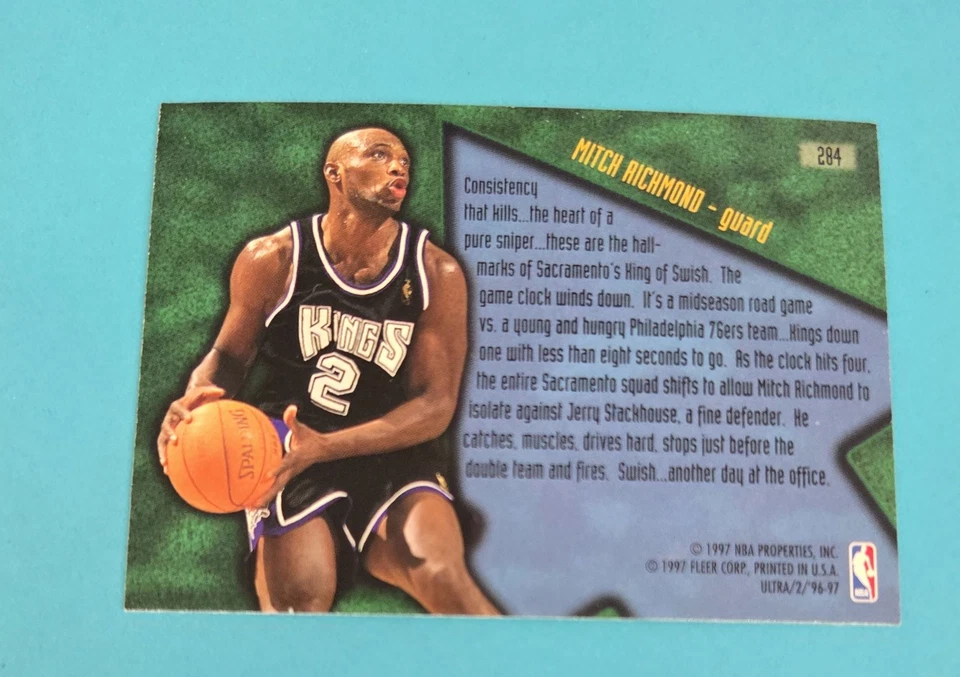 284
MITCH RICHMOND - guard
Consistency
that kills...the heart of a
pure sniper...these are the hall-
marks of Sacramento's King of Swish. The
game clock winds down. It's a midseason road game
vs. a young and hungry Philadelphia 76ers team...Kings down
one with less than eight seconds to go. As the clock hits four,
the entire Sacramento squad shifts to allow Mitch Richmond to
isolate against Jerry Stackhouse, a fine defender. He
catches, muscles, drives hard, stops just before the
double team and fires. Swish...another day at the office.
KINGS
2
SPALDING
© 1997 NBA PROPERTIES, INC.
© 1997 FLEER CORP., PRINTED IN U.S.A.
ULTRA/2/'96-97
NBA